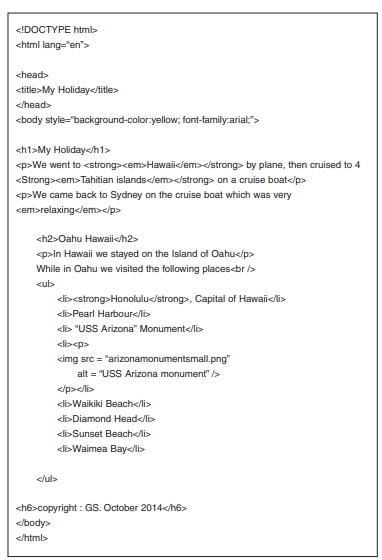 <!DOCTYPE html>
<html lang="en">
<head>
<title>My Holiday</title>
</head>
<body style="background-color:yellow; font-family:arial;">
<h1>My Holiday</h1>
<p>We went to <strong><em>Hawaii</em></strong> by plane, then cruised to 4
<Strong><em>Tahitian islands</em></strong> on a cruise boat</p>
<p>We came back to Sydney on the cruise boat which was very
<em>relaxing</em></p>
<h2>Oahu Hawaii</h2>
<p>In Hawaii we stayed on the Island of Oahu</p>
While in Oahu we visited the following places<br />
<ul>
<li><strong>Honolulu</strong>, Capital of Hawaii</li>
<li>Pearl Harbour</li>
<li> "USS Arizona" Monument</li>
<li><p>
<img src = "arizonamonumentsmall.png"
alt = "USS Arizona monument" />
</p></li>
<li>Waikiki Beach</li>
<li>Diamond Head</li>
<li>Sunset Beach</li>
<li>Waimea Bay</li>
</ul>
<h6>copyright : GS. October 2014</h6>
</body>
</html>